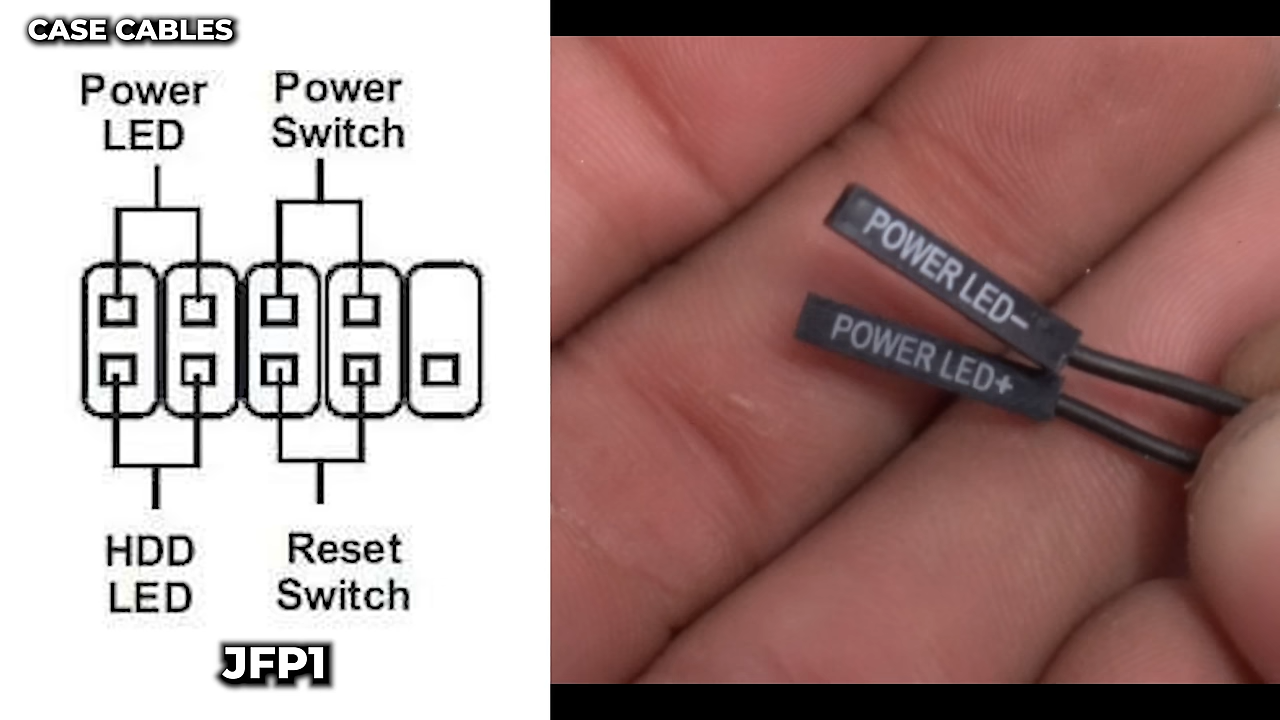 CASE CABLES
Power
LED
Power
Switch
HDD
LED
Reset
Switch
JFP1
POWER LED-
POWER LED+